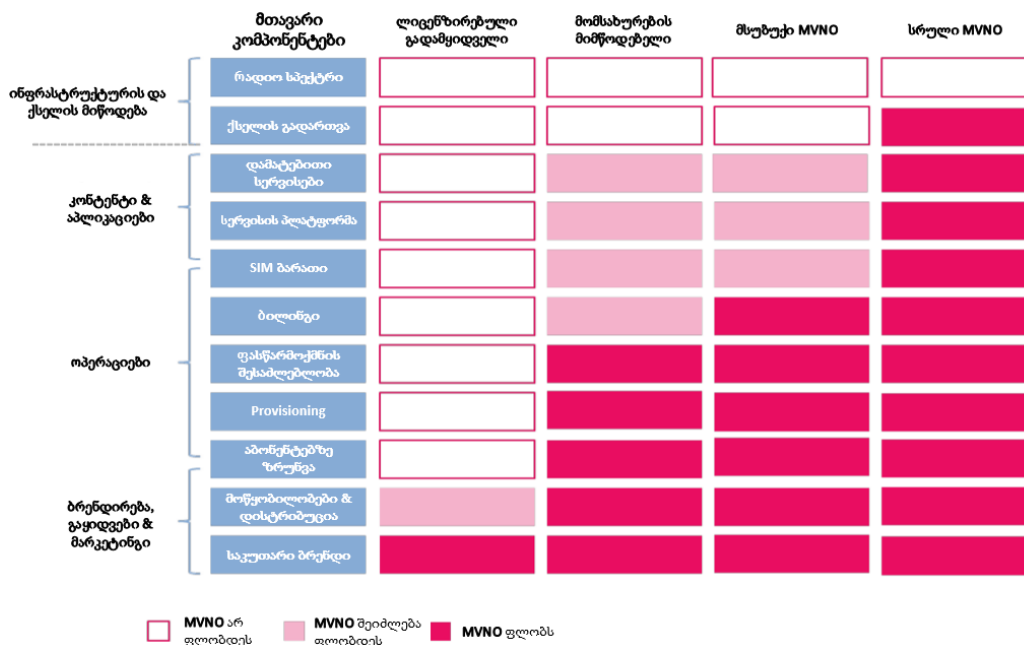 მთავარი
კომპონენტები
ლიცენზირებული
გადამყიდველი
მომსახურების
მიმწოდებელი
მსუბუქი MVNO
სრული MVNO
ინფრასტრუქტურის და
ქსელის მიწოდება
რადიო სპექტრი
ქსელის გადართვა
კონტენტი &
აპლიკაციები
დამატებითი
სერვისები
სერვისის პლატფორმა
ოპერაციები
SIM ბარათი
ბილინგი
ფასწარმოქმნის
შესაძლებლობა
Provisioning
აბონენტებზე
ზრუნვა
ბრენდირება,
გაყიდვები &
მარკეტინგი
მოწყობილობები &
დისტრიბუცია
საკუთარი ბრენდი
MVNO არ
ფლობდეს
MVNO შეიძლება
ფლობდეს
MVNO ფლობს